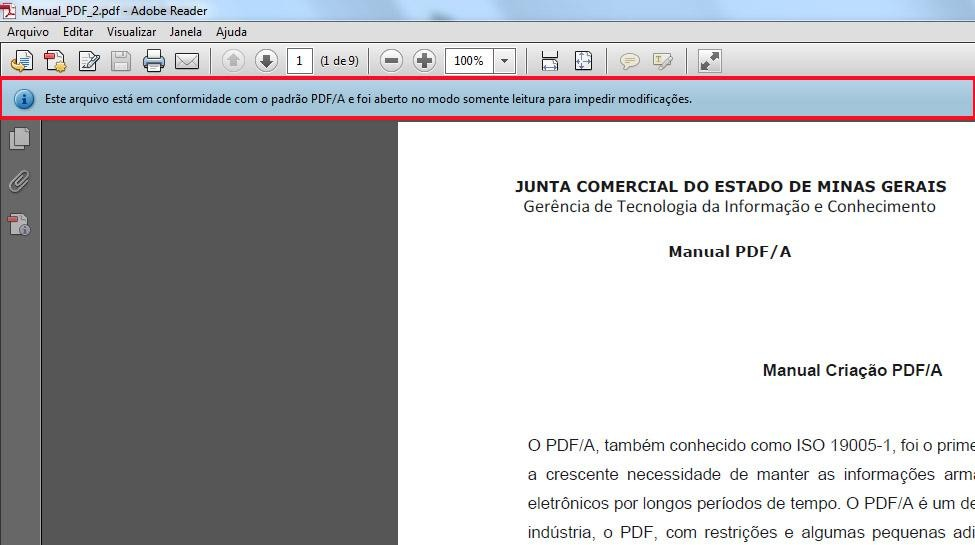 Manual_PDF_2.pdf - Adobe Reader
Arquivo Editar Visualizar Janela Ajuda
1 (1 de 9) 100%
Este arquivo está em conformidade com o padrão PDF/A e foi aberto no modo somente leitura para impedir modificações.
JUNTA COMERCIAL DO ESTADO DE MINAS GERAIS
Gerência de Tecnologia da Informação e Conhecimento
Manual PDF/A
Manual Criação PDF/A
O PDF/A, também conhecido como ISO 19005-1, foi o prime
a crescente necessidade de manter as informações arma
eletrônicos por longos períodos de tempo. O PDF/A é um de
indústria, o PDF, com restrições e algumas pequenas adi